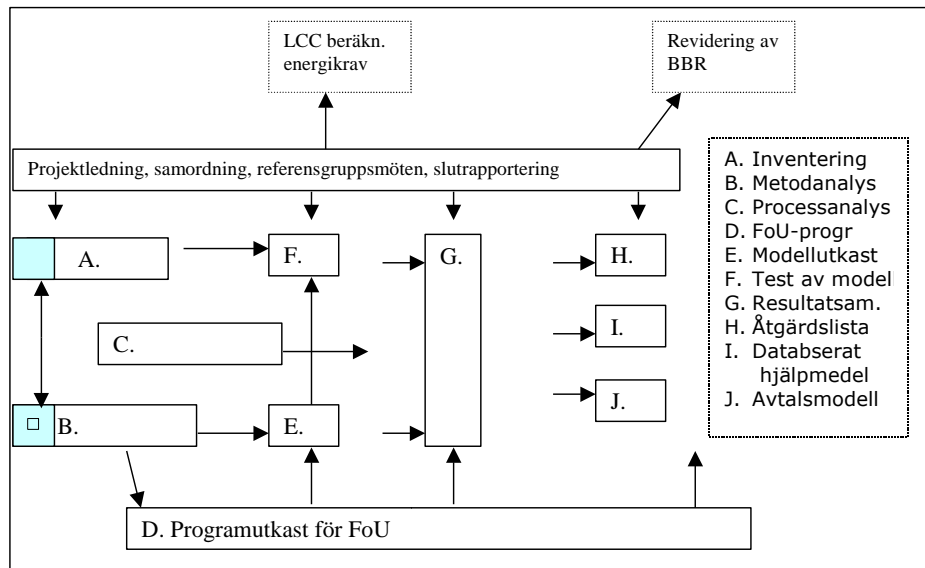 LCC beräkn.
energikrav
Revidering av
BBR
Projektledning, samordning, referensgruppsmöten, slutrapportering
A. Inventering
B. Metodanalys
C. Processanalys
D. FoU-progr
E. Modellutkast
F. Test av modell
G. Resultatsam.
H. Åtgärdslista
I. Databserat
hjälpmedel
J. Avtalsmodell
A.
F.
G.
H.
C.
I.
B.
E.
J.
D. Programutkast för FoU